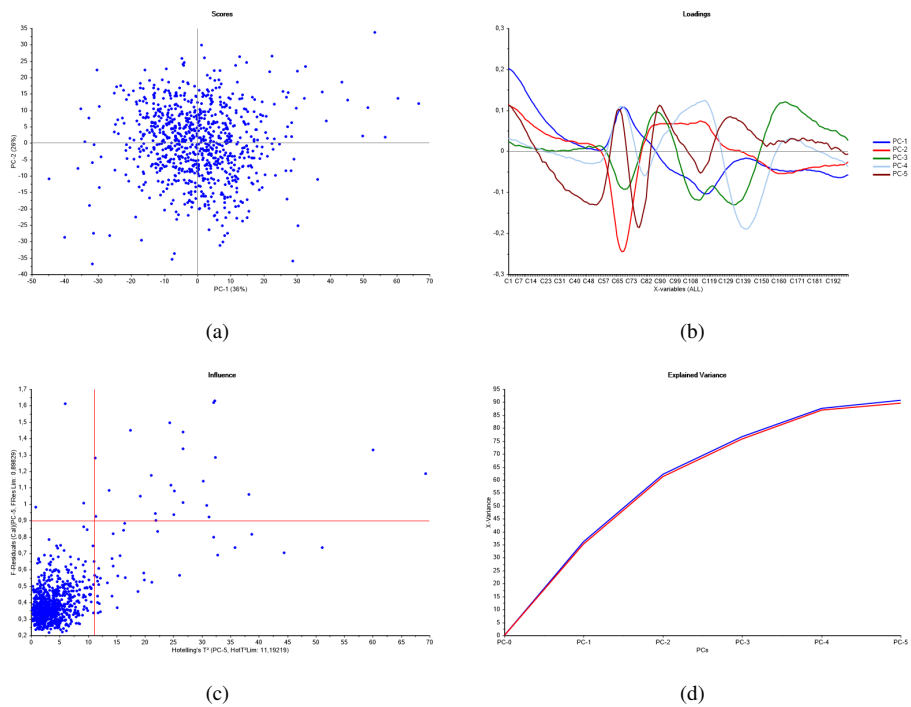 Scores
PC-2 (26%)
35
30
25
20
15
10
5
0
-5
-10
-15
-20
-25
-30
-35
-40
-50 -40 -30 -20 -10 0 10 20 30 40 50 60 70
PC-1 (36%)
(a)
Loadings
0,3
0,2
0,1
0
-0,1
-0,2
-0,3
C1 C7 C14 C23 C31 C40 C48 C57 C65 C73 C82 C90 C99 C109 C119 C129 C139 C150 C160 C171 C181 C192
X-variables (ALL)
PC-1
PC-2
PC-3
PC-4
PC-5
(b)
Influence
F-Residuals (Cal)(PC-5, FRes Lim: 0,89829)
1,7
1,6
1,5
1,4
1,3
1,2
1,1
1
0,9
0,8
0,7
0,6
0,5
0,4
0,3
0,2
0 5 10 15 20 25 30 35 40 45 50 55 60 65 70
Hotelling's T² (PC-5, HotT²Lim: 11,19219)
(c)
Explained Variance
X-Variance
95
90
85
80
75
70
65
60
55
50
45
40
35
30
25
20
15
10
5
0
PC-0 PC-1 PC-2 PC-3 PC-4 PC-5
PCs
(d)